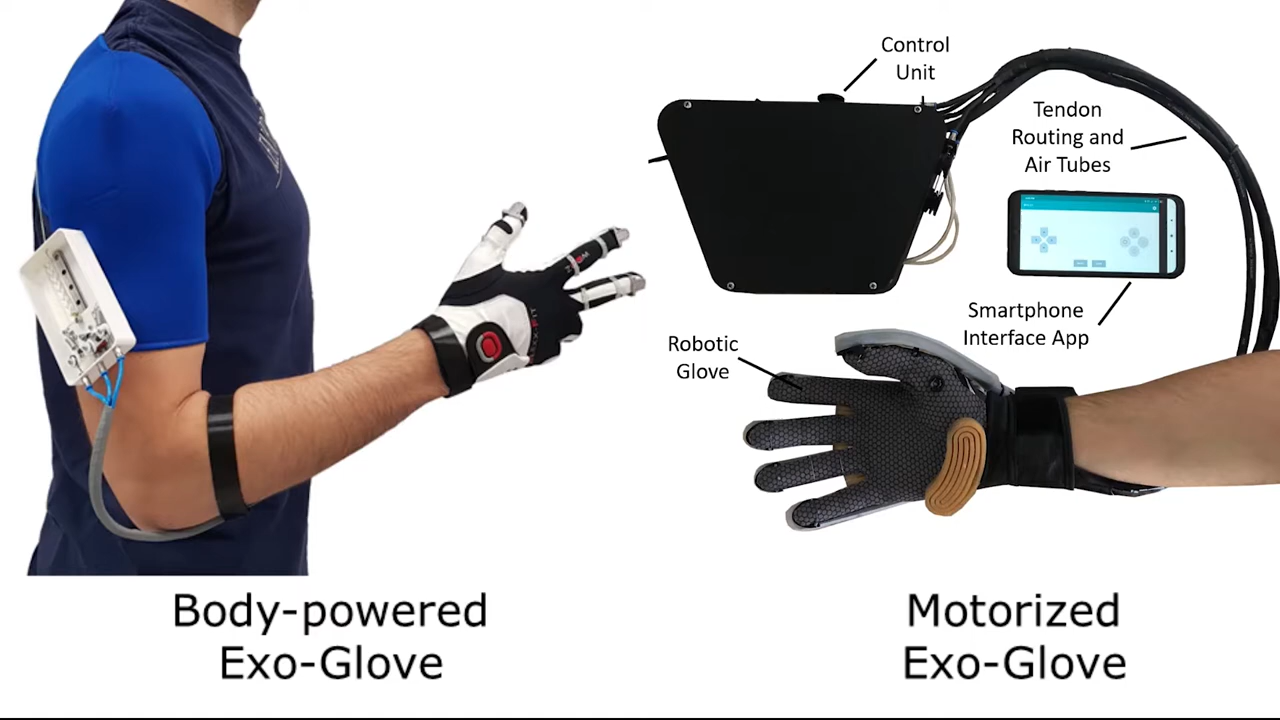 Control
Unit
Tendon
Routing and
Air Tubes
Smartphone
Interface App
Robotic
Glove
Body-powered
Exo-Glove
Motorized
Exo-Glove